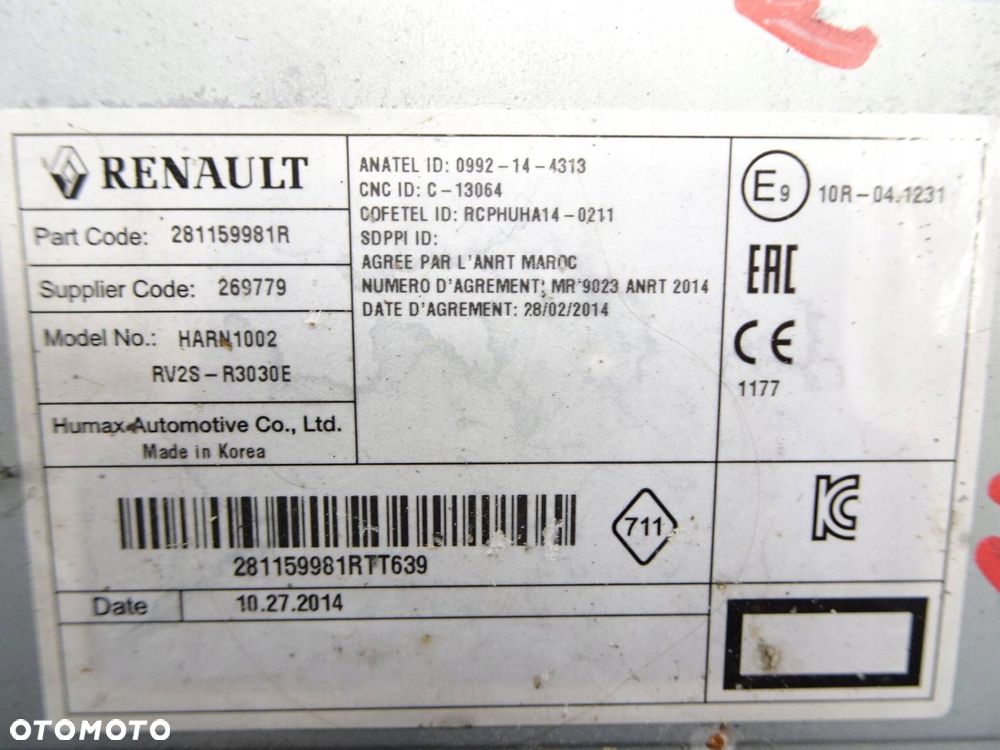 RENAULT
Part Code: 281159981R
Supplier Code: 269779
Model No.: HARN1002
RV2S-R3030E
Humax Automotive Co., Ltd.
Made in Korea
ANATEL ID: 0992-14-4313
CNC ID: C-13064
COFETEL ID: RCPHUHA14-0211
SDPPI ID:
AGREE PAR L'ANRT MAROC
NUMERO D'AGREMENT: MR 9023 ANRT 2014
DATE D'AGREMENT: 28/02/2014
E9 10R-04.1231
EAC
CE
1177
281159981RTT639
711
KC
Date 10.27.2014
OTOMOTO